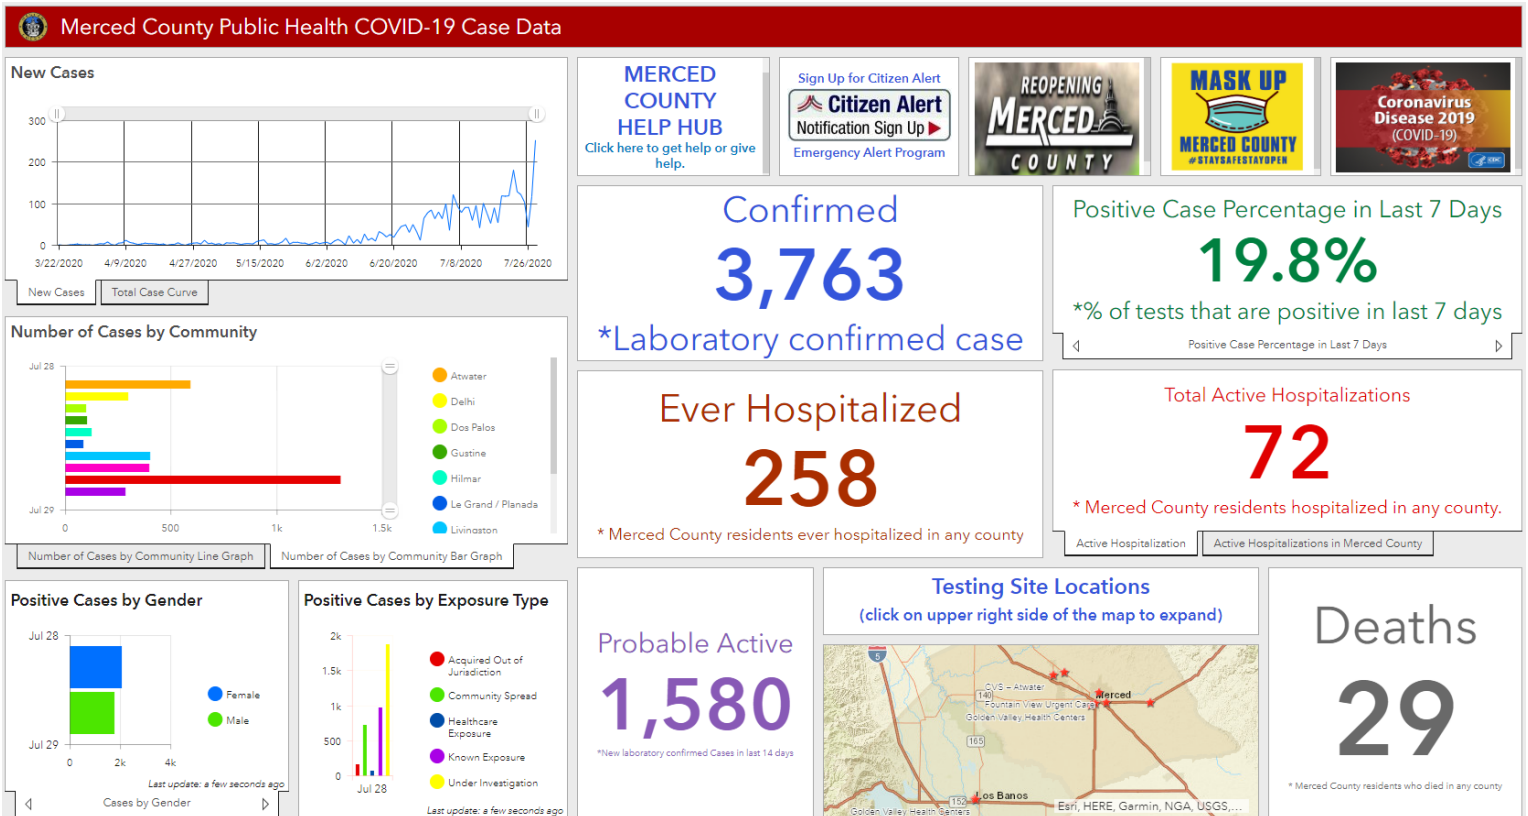 Merced County Public Health COVID-19 Case Data
New Cases
300
200
100
0
3/22/2020 4/9/2020 4/27/2020 5/15/2020 6/2/2020 6/20/2020 7/8/2020 7/26/2020
New Cases
Total Case Curve
MERCED
COUNTY
HELP HUB
Click here to get help or give
help.
Sign Up for Citizen Alert
Citizen Alert
Notification Sign Up
Emergency Alert Program
REOPENING
MERCED
COUNTY
MASK UP
MERCED COUNTY
#STAYSAFESTAYOPEN
Coronavirus
Disease 2019
(COVID-19)
CDC
Confirmed
3,763
*Laboratory confirmed case
Positive Case Percentage in Last 7 Days
19.8%
*% of tests that are positive in last 7 days
Positive Case Percentage in Last 7 Days
Number of Cases by Community
Jul 28
Jul 29
0 500 1k 1.5k
Atwater
Delhi
Dos Palos
Gustine
Hilmar
Le Grand / Planada
Livingston
Number of Cases by Community Line Graph
Number of Cases by Community Bar Graph
Ever Hospitalized
258
* Merced County residents ever hospitalized in any county
Total Active Hospitalizations
72
* Merced County residents hospitalized in any county.
Active Hospitalization
Active Hospitalizations in Merced County
Positive Cases by Gender
Jul 28
Jul 29
0 2k 4k
Female
Male
Last update: a few seconds ago
Cases by Gender
Positive Cases by Exposure Type
2k
1.5k
1k
500
0
Jul 28
Acquired Out of
Jurisdiction
Community Spread
Healthcare
Exposure
Known Exposure
Under Investigation
Last update: a few seconds ago
Probable Active
1,580
*New laboratory confirmed Cases in last 14 days
Testing Site Locations
(click on upper right side of the map to expand)
5
CVS – Atwater
140
Merced
Fountain View Urgent Care
Golden Valley Health Centers
165
152
Los Banos
Golden Valley Health Centers
Esri, HERE, Garmin, NGA, USGS,...
Deaths
29
* Merced County residents who died in any county